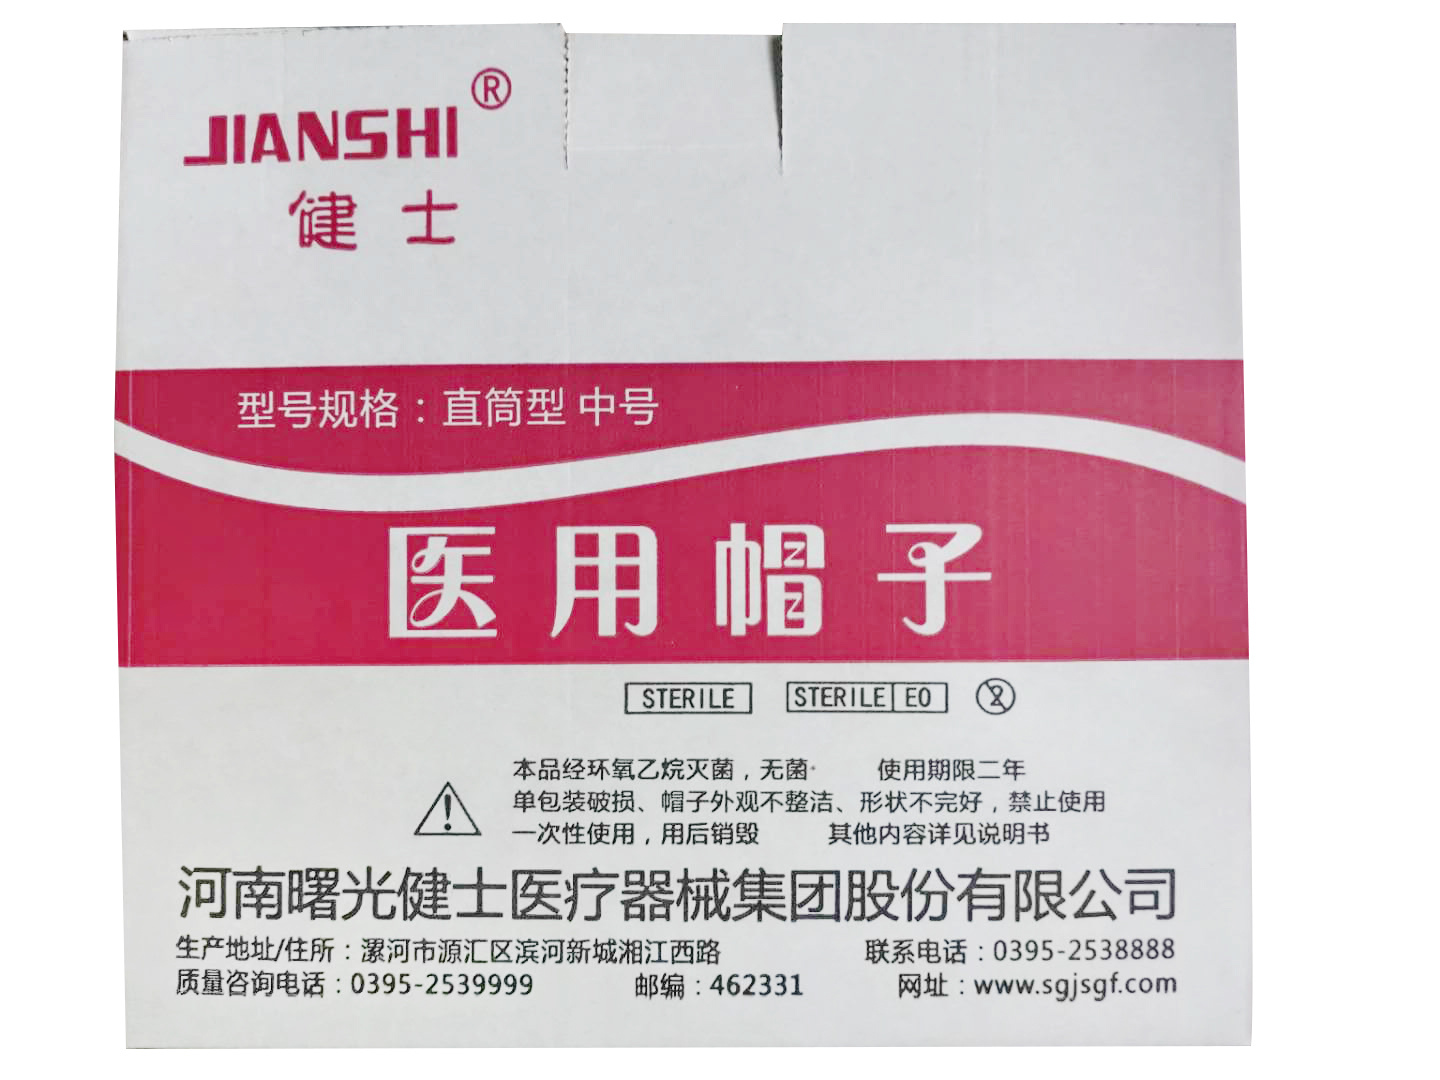 JIANSHI®
健士
型号规格：直筒型 中号
医用帽子
STERILE STERILE EO 2
本品经环氧乙烷灭菌，无菌 使用期限二年
单包装破损、帽子外观不整洁、形状不完好，禁止使用
一次性使用，用后销毁 其他内容详见说明书
河南曙光健士医疗器械集团股份有限公司
生产地址/住所：漯河市源汇区滨河新城湘江西路 联系电话：0395-2538888
质量咨询电话：0395-2539999 邮编：462331 网址：www.sgjsgf.com